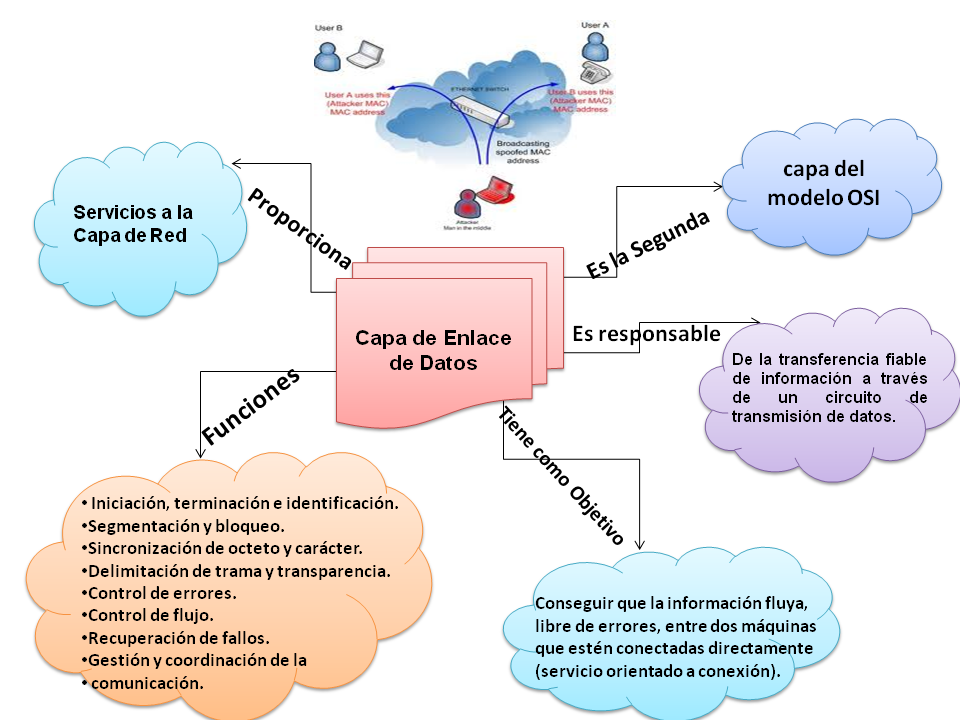 User B
User A
ETHERNET SWITCH
User A uses this
(Attacker MAC)
MAC address
User B uses this
(Attacker MAC)
MAC address
Broadcasting
spoofed MAC
address
Attacker
Man in the middle
Servicios a la
Capa de Red
Proporciona
Es la Segunda
capa del
modelo OSI
Capa de Enlace
de Datos
Es responsable
De la transferencia fiable
de información a través
de un circuito de
transmisión de datos.
Funciones
• Iniciación, terminación e identificación.
•Segmentación y bloqueo.
•Sincronización de octeto y carácter.
•Delimitación de trama y transparencia.
•Control de errores.
•Control de flujo.
•Recuperación de fallos.
•Gestión y coordinación de la
• comunicación.
Tiene como Objetivo
Conseguir que la información fluya,
libre de errores, entre dos máquinas
que estén conectadas directamente
(servicio orientado a conexión).